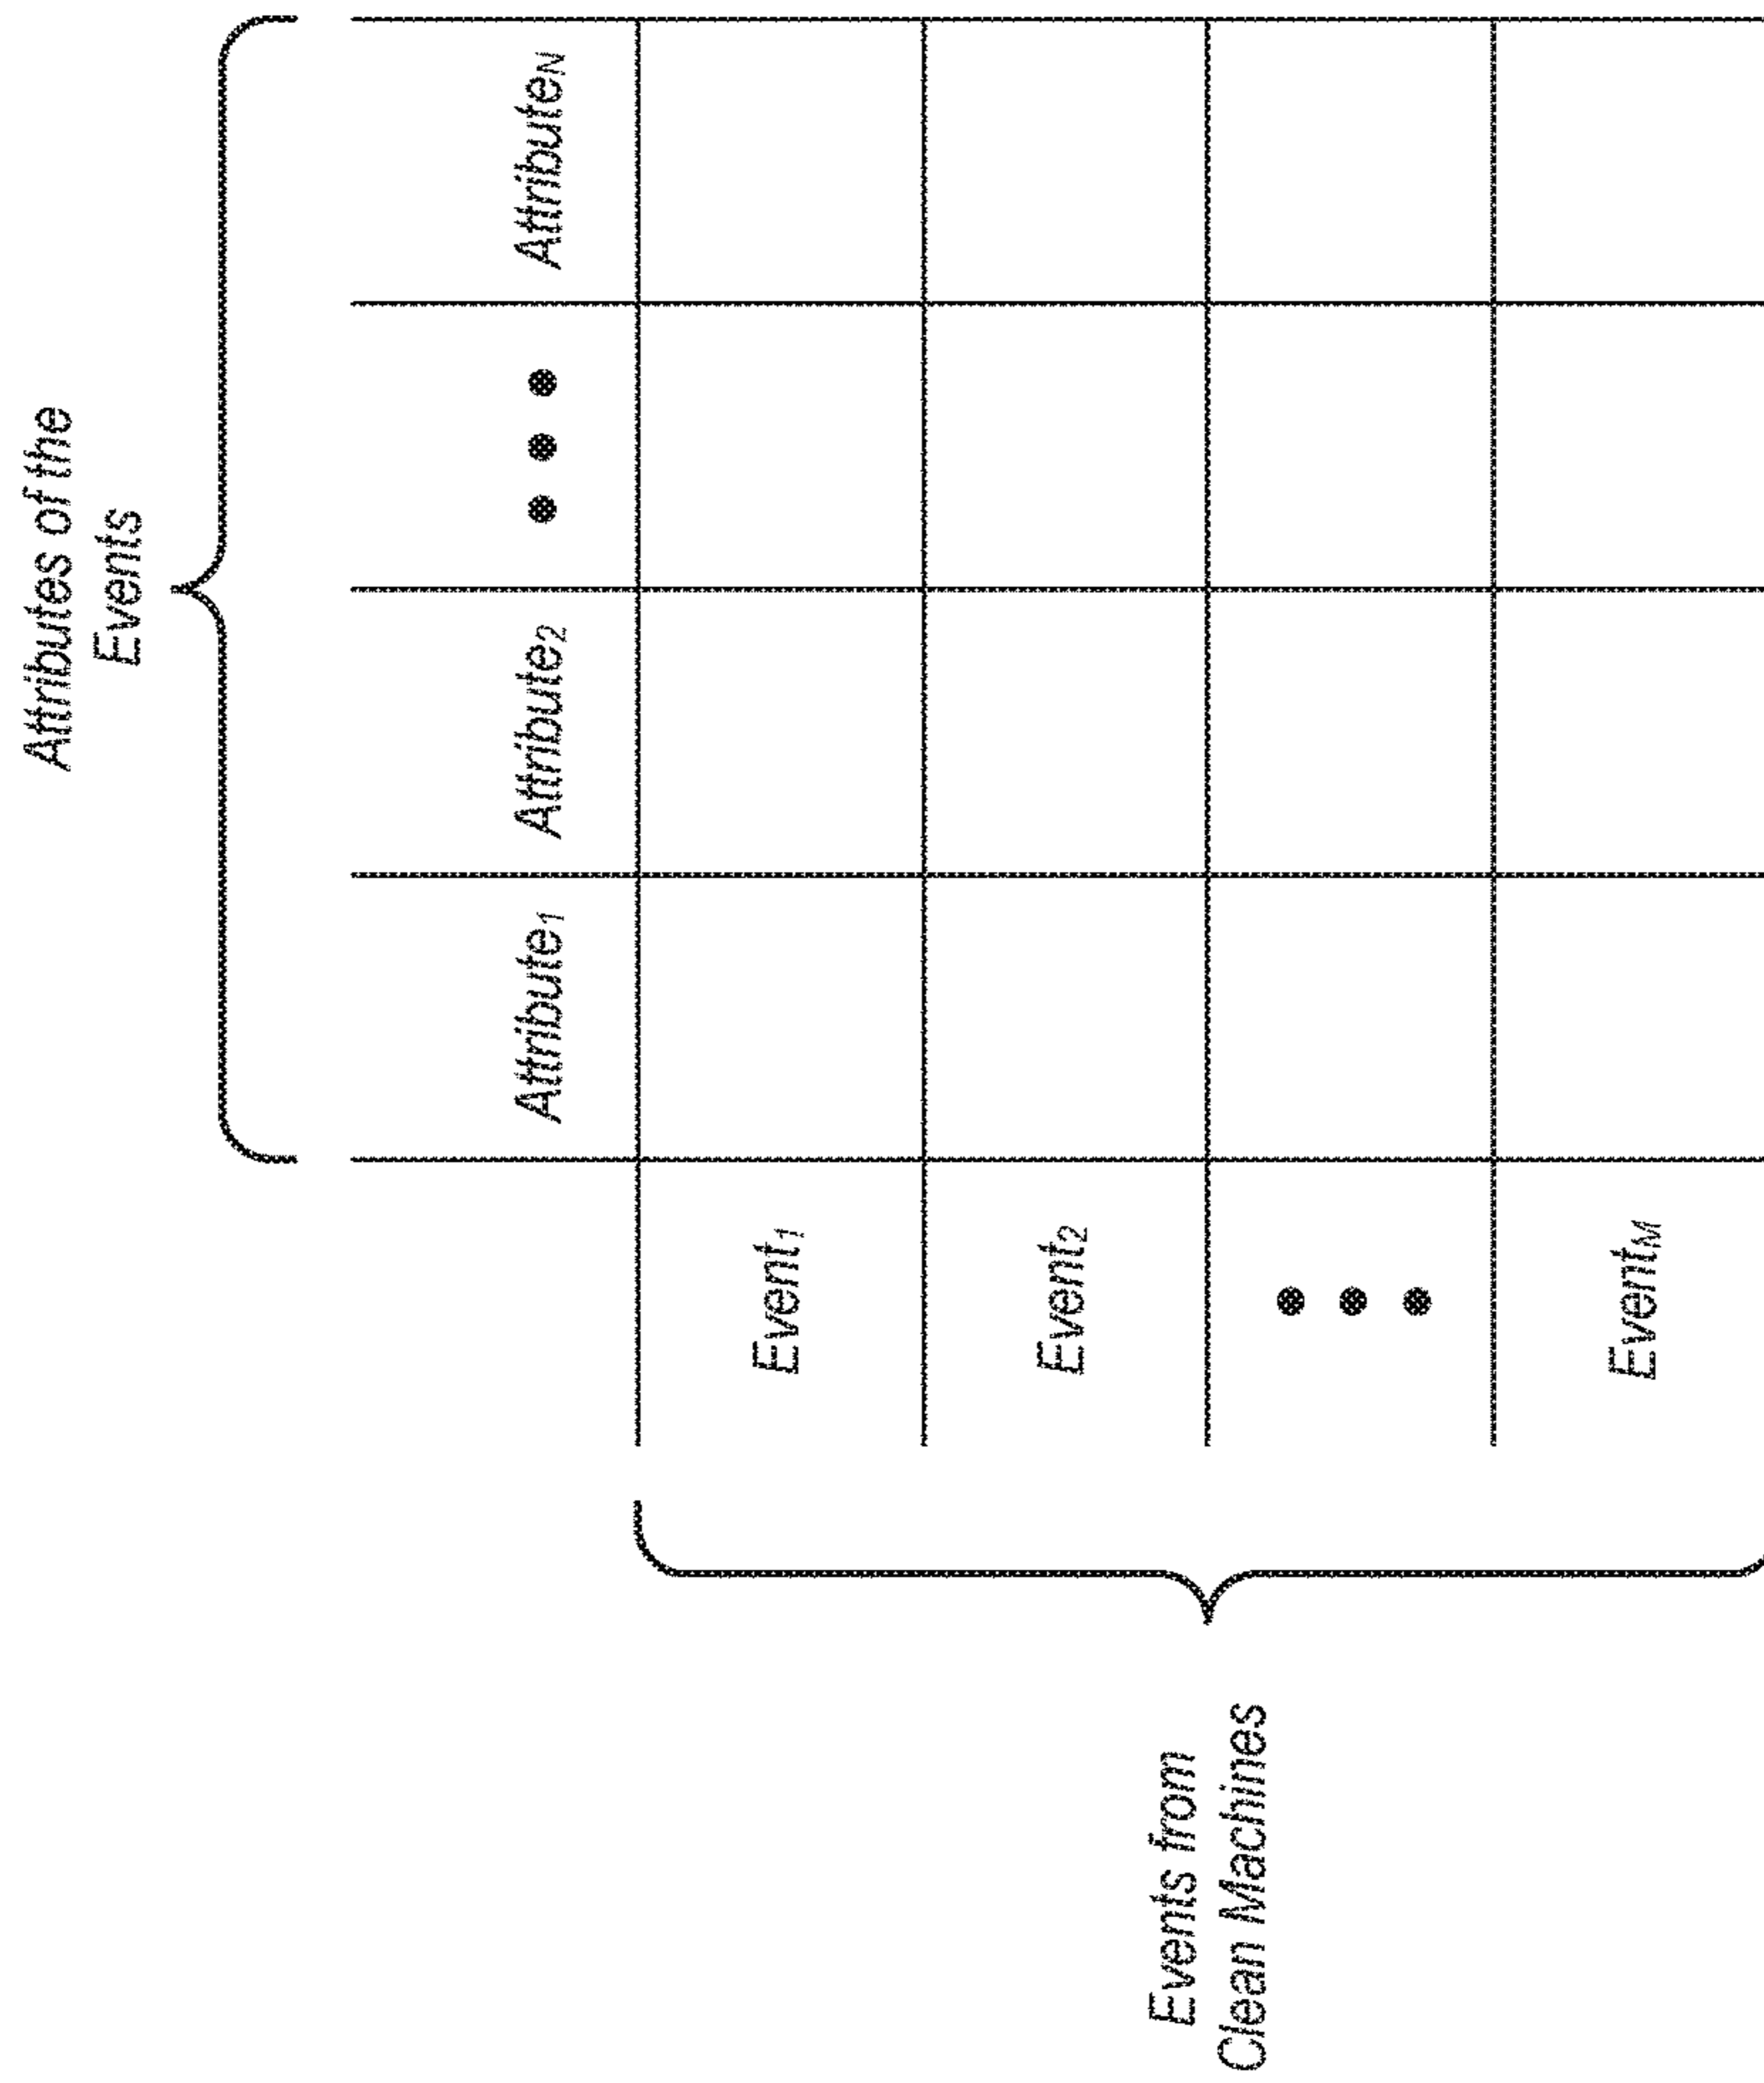 Attributes of the
Events
Attribute1
Attribute2
AttributeN
Event1
Event2
EventM
Events from
Clean Machines